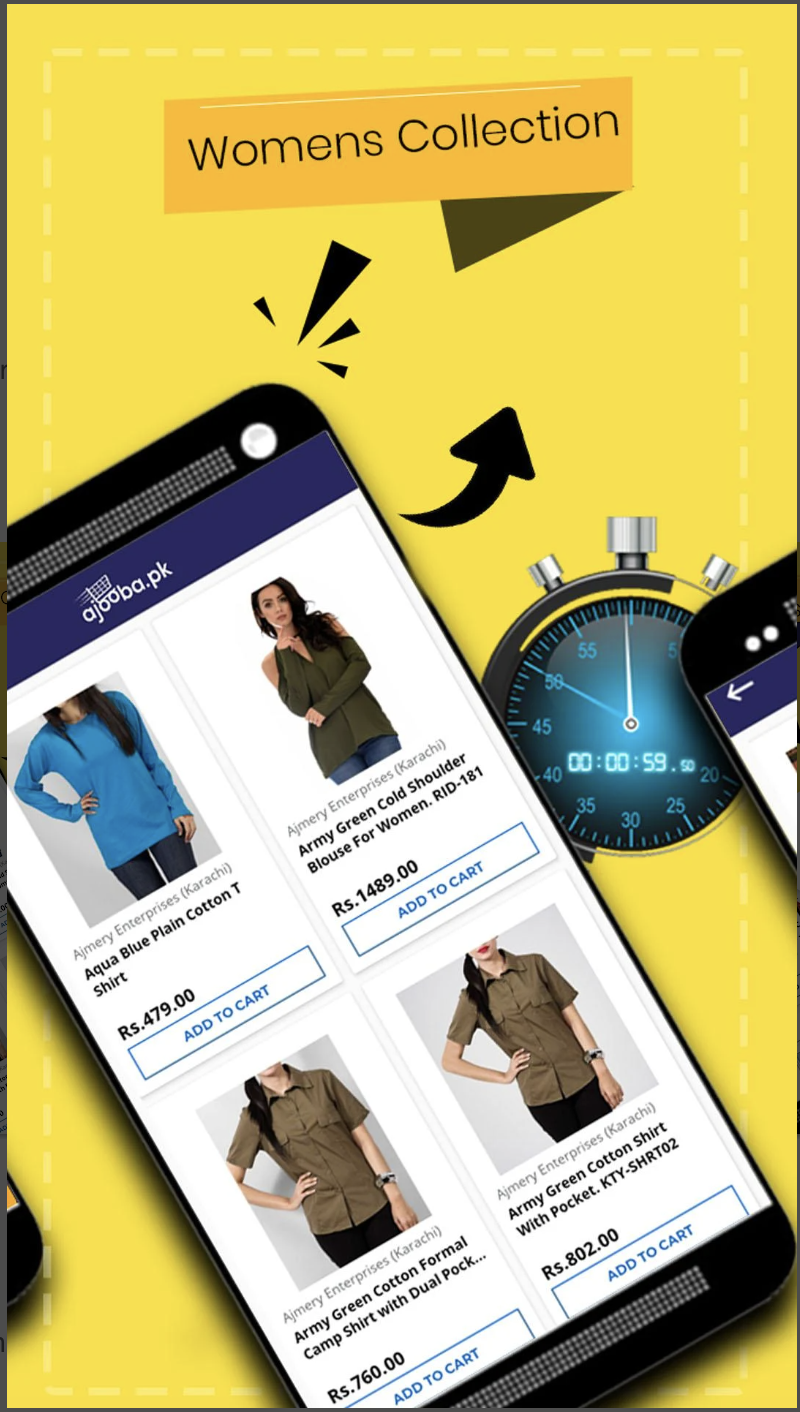 Womens Collection
ajooba.pk
Ajmery Enterprises (Karachi)
Army Green Cold Shoulder
Blouse For Women. RID-181
Rs.1489.00
ADD TO CART
Ajmery Enterprises (Karachi)
Aqua Blue Plain Cotton T
Shirt
Rs.479.00
ADD TO CART
55
50
45
40
35
30
25
20
00:00:59.50
Ajmery Enterprises (Karachi)
Army Green Cotton Shirt
With Pocket. KTY-SHRT02
Rs.802.00
ADD TO CART
Ajmery Enterprises (Karachi)
Army Green Cotton Formal
Camp Shirt with Dual Pock...
Rs.760.00
ADD TO CART